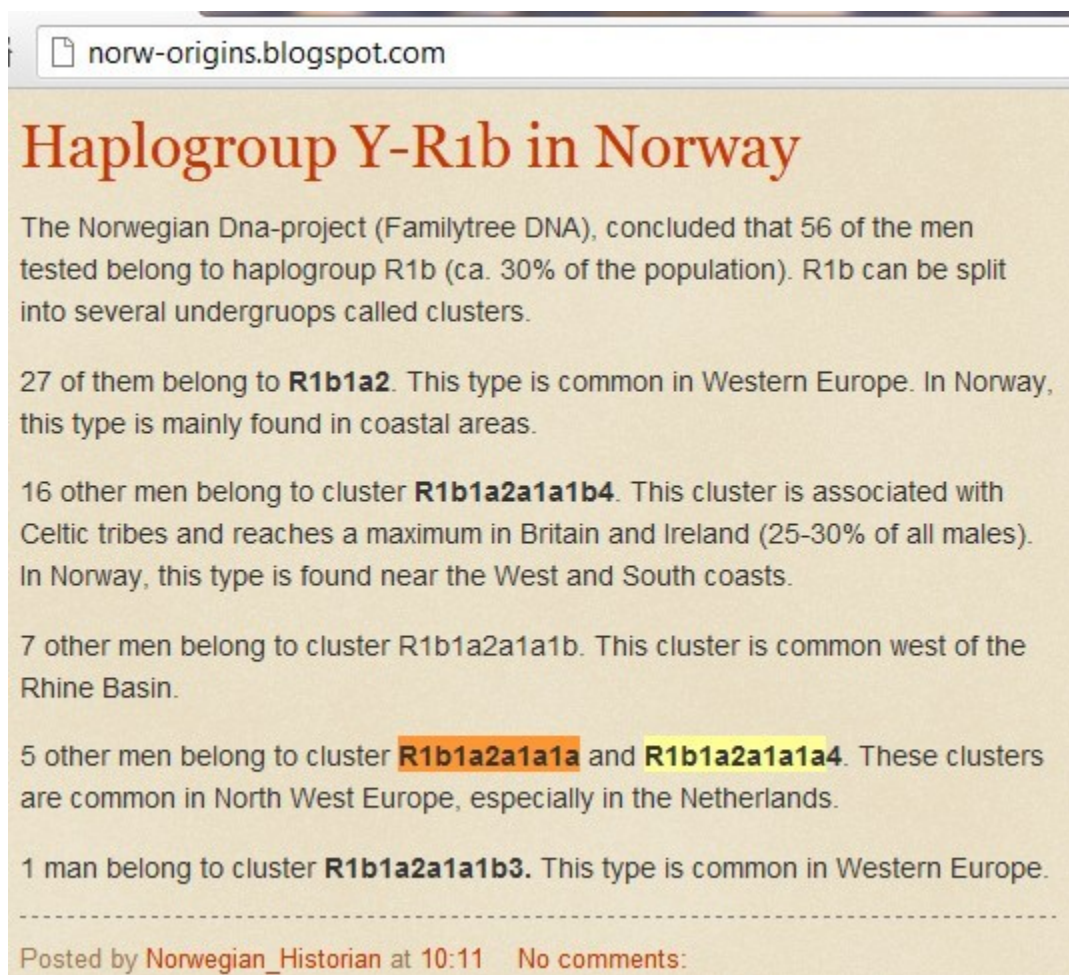 norw-origins.blogspot.com
Haplogroup Y-R1b in Norway
The Norwegian Dna-project (Familytree DNA), concluded that 56 of the men
tested belong to haplogroup R1b (ca. 30% of the population). R1b can be split
into several undergruops called clusters.
27 of them belong to R1b1a2. This type is common in Western Europe. In Norway,
this type is mainly found in coastal areas.
16 other men belong to cluster R1b1a2a1a1b4. This cluster is associated with
Celtic tribes and reaches a maximum in Britain and Ireland (25-30% of all males).
In Norway, this type is found near the West and South coasts.
7 other men belong to cluster R1b1a2a1a1b. This cluster is common west of the
Rhine Basin.
5 other men belong to cluster R1b1a2a1a1a and R1b1a2a1a1a4. These clusters
are common in North West Europe, especially in the Netherlands.
1 man belong to cluster R1b1a2a1a1b3. This type is common in Western Europe.
Posted by Norwegian_Historian at 10:11 No comments: